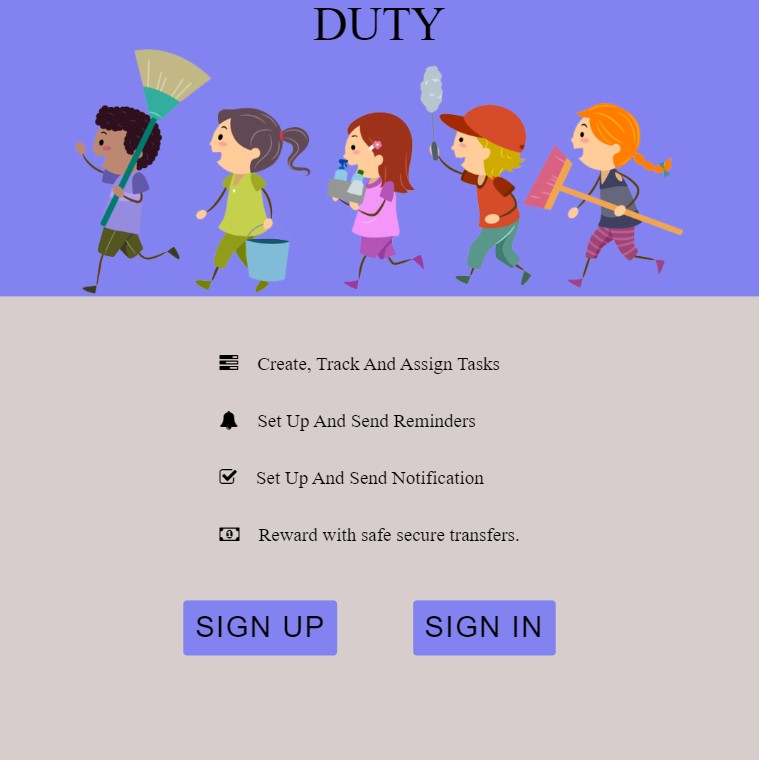 DUTY
Create, Track And Assign Tasks
Set Up And Send Reminders
Set Up And Send Notification
Reward with safe secure transfers.
SIGN UP SIGN IN